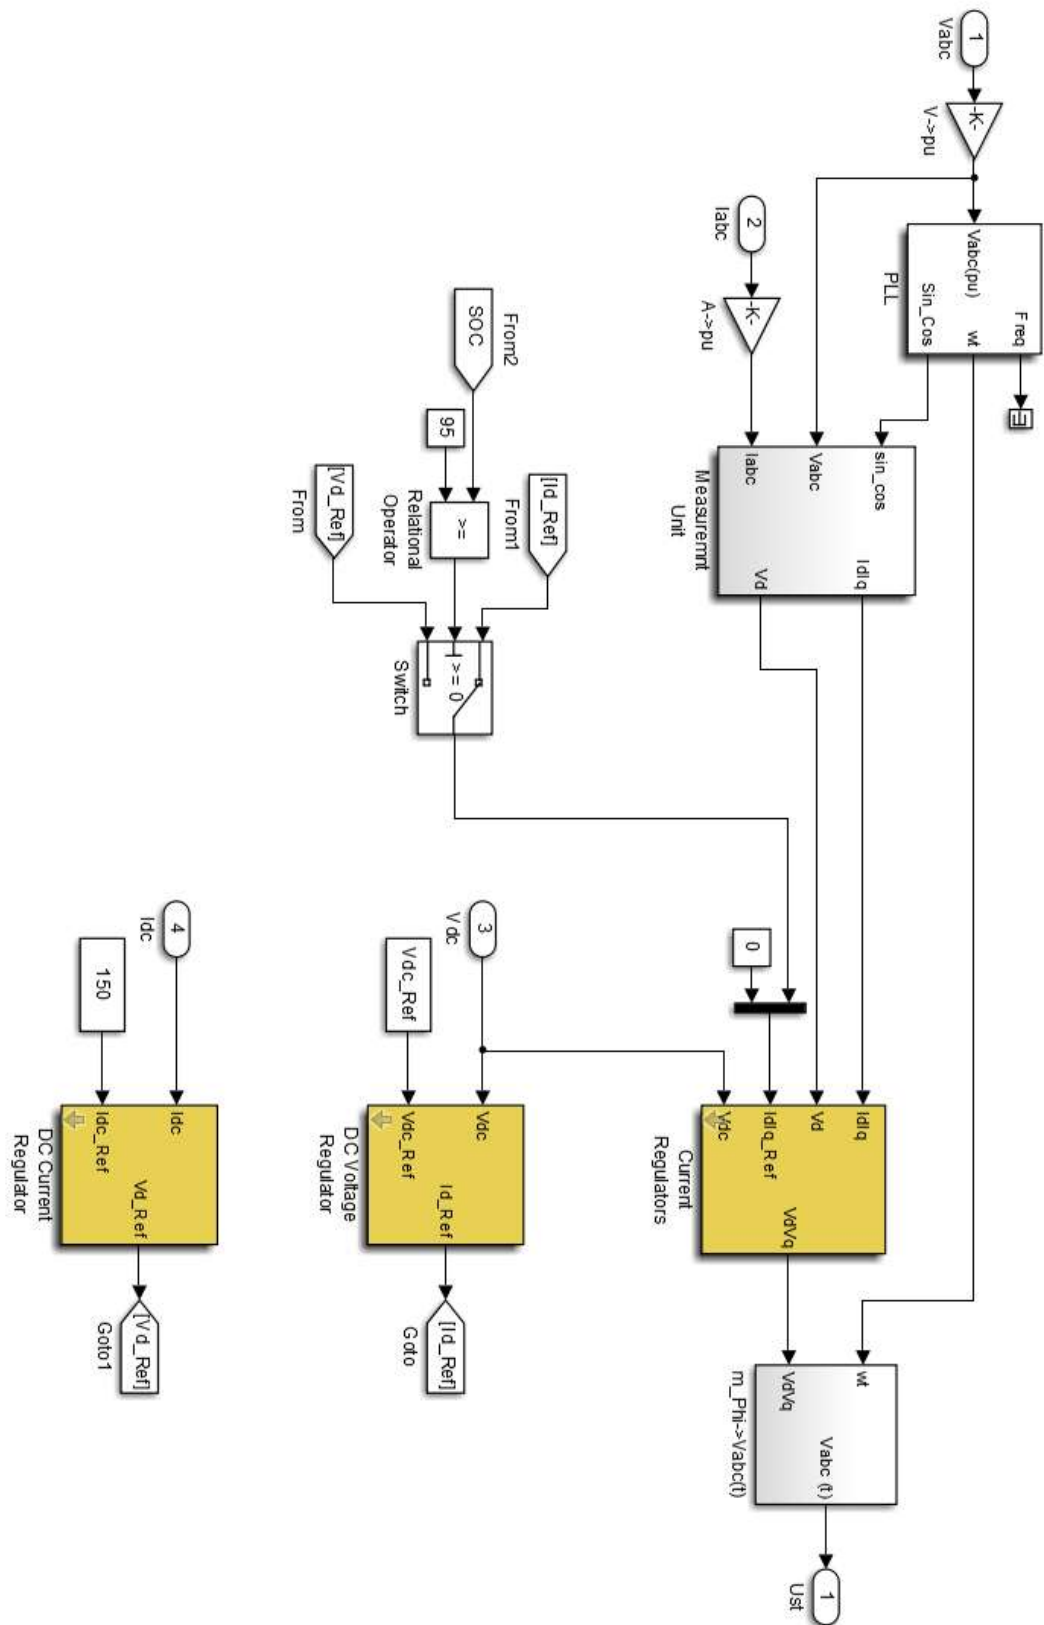 1
Vabc
-K-
V->pu
Freq
Vabc(pu)
wt
Sin_Cos
PLL
2
Iabc
-K-
A->pu
sin_cos
IdIq
Vabc
Iabc
Vd
Measuremnt
Unit
From2
SOC
95
>=
Relational
Operator
[Id_Ref]
From1
[Vd_Ref]
From
>= 0
Switch
0
IdIq
Vd
IdIq_Ref
Vdc
VdVq
Current
Regulators
wt
VdVq
Vabc (t)
m_Phi->Vabc(t)
1
Ust
3
Vdc
Vdc_Ref
Vdc
Vdc_Ref
Id_Ref
DC Voltage
Regulator
[Id_Ref]
Goto
4
Idc
150
Idc
Idc_Ref
Vd_Ref
DC Current
Regulator
[Vd_Ref]
Goto1